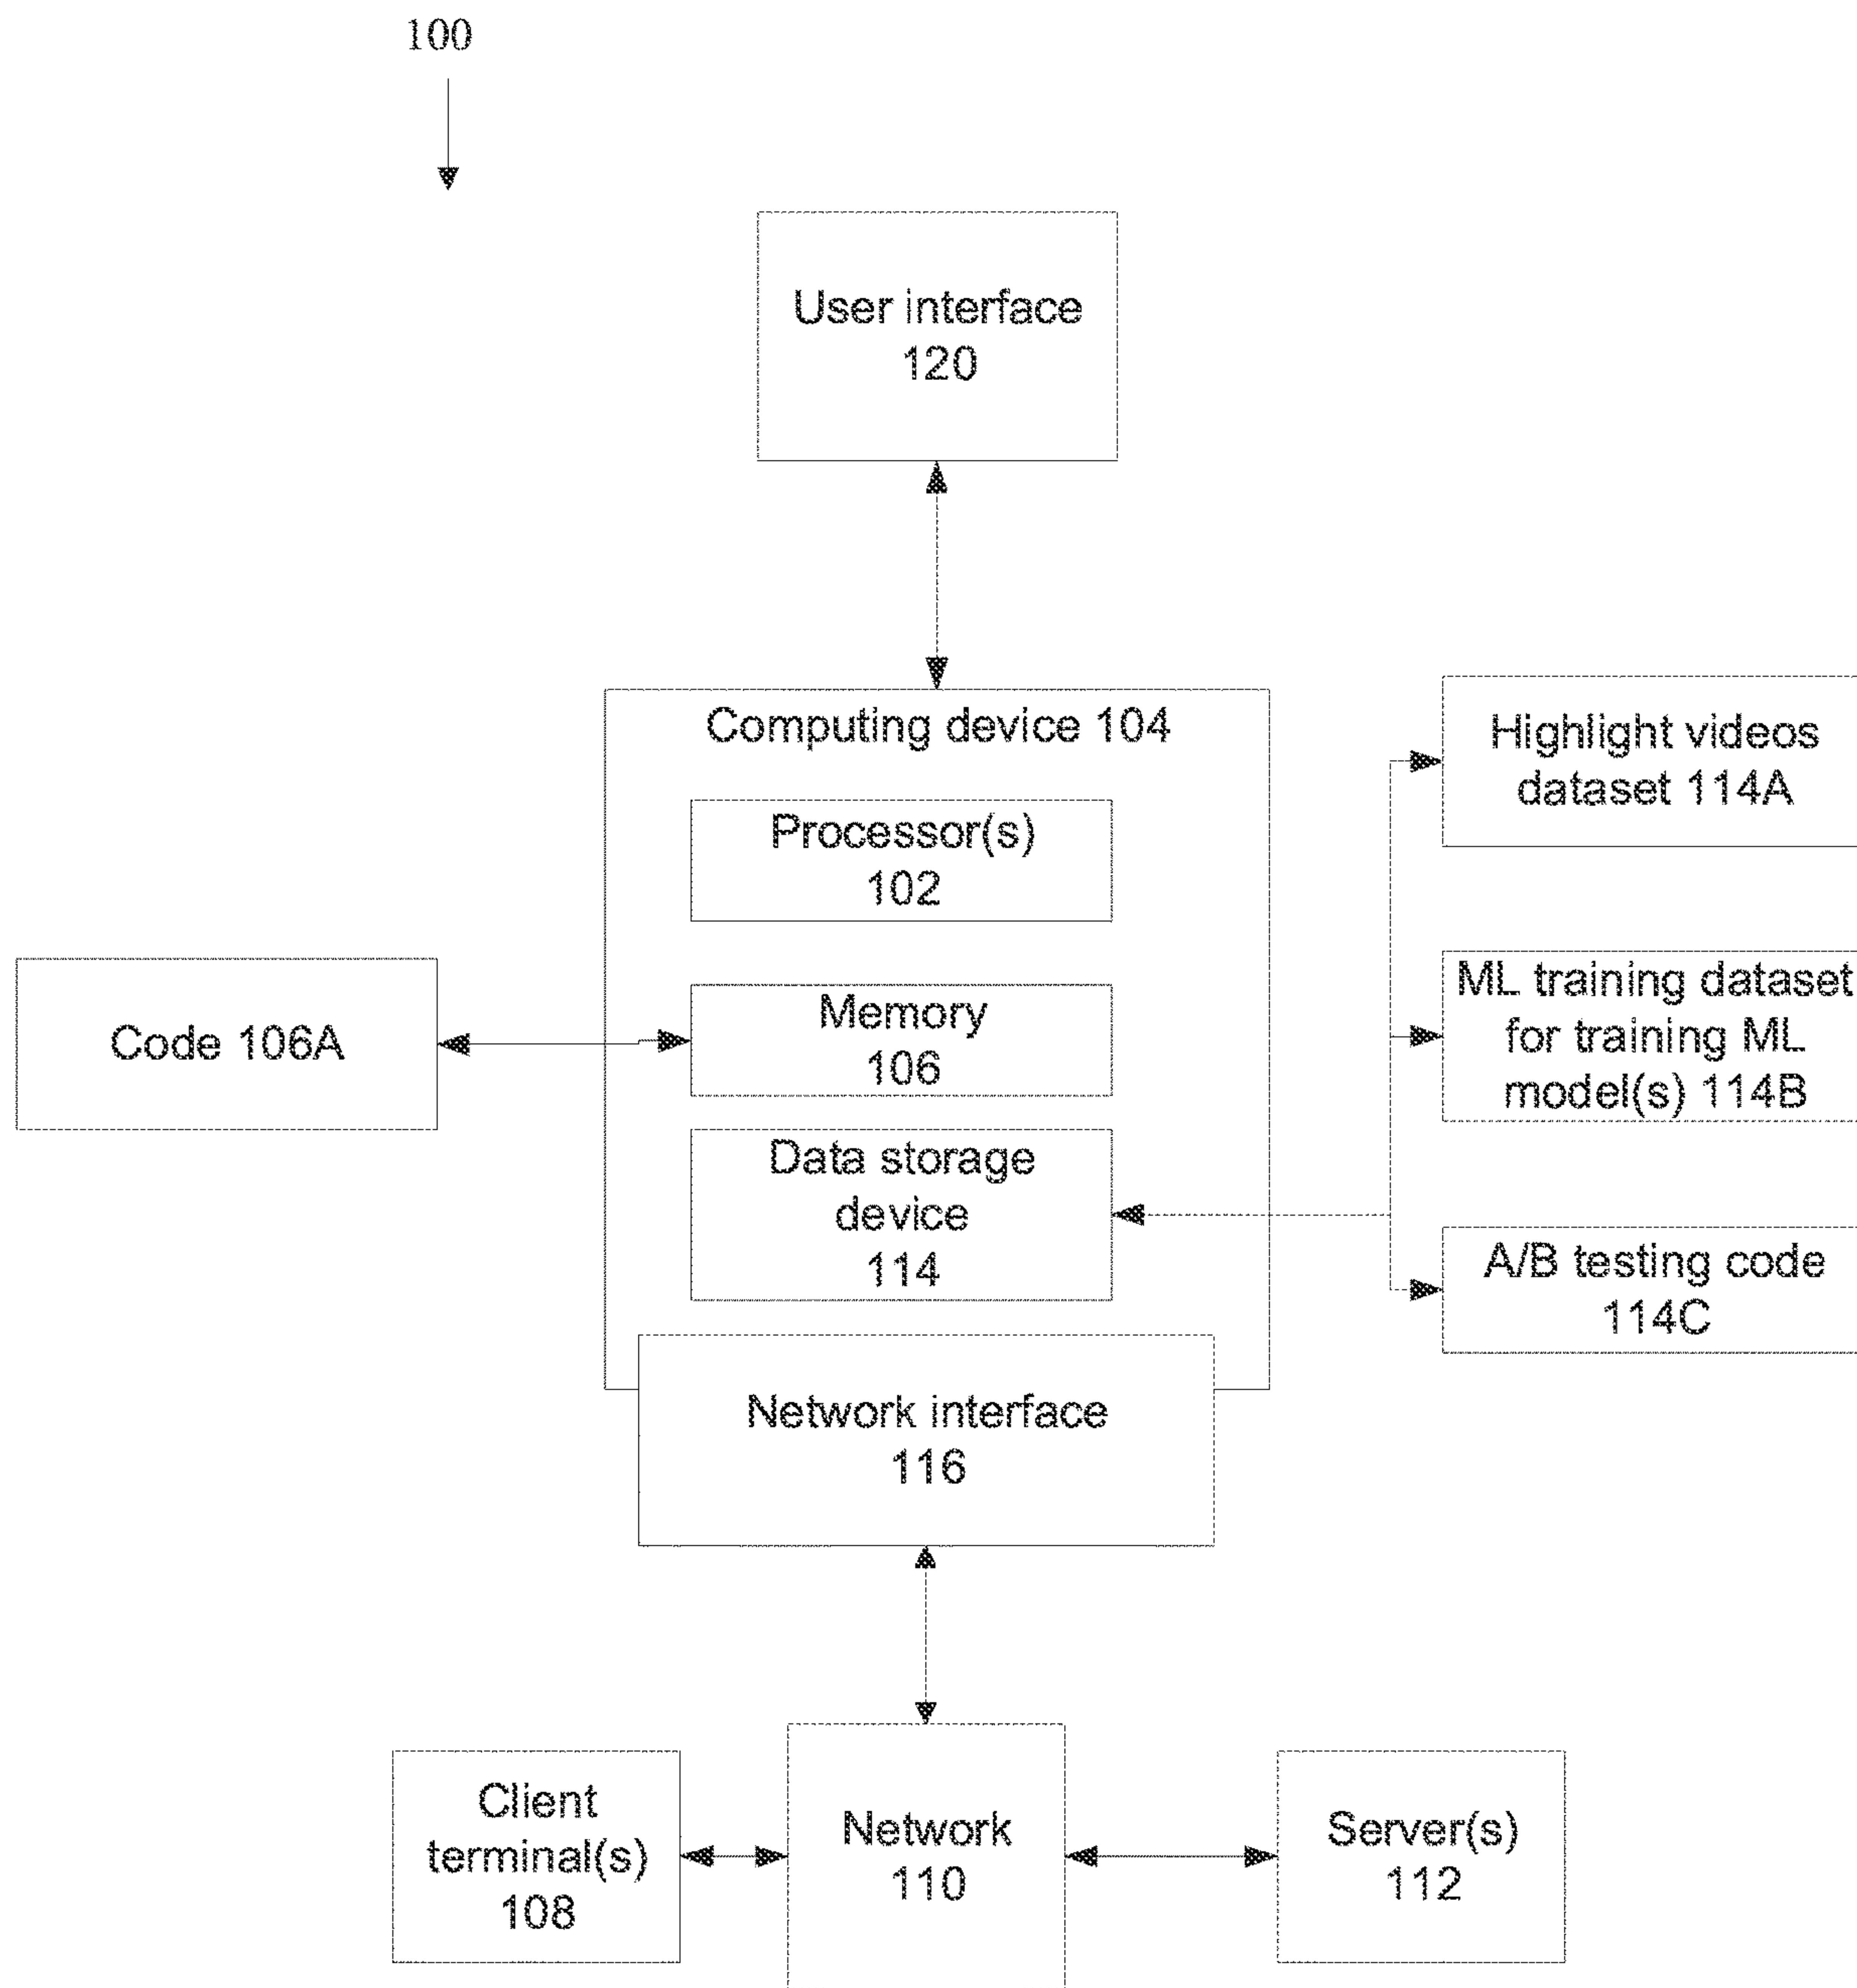 100
User interface
120
Computing device 104
Processor(s)
102
Memory
106
Data storage
device
114
Network interface
116
Code 106A
Highlight videos
dataset 114A
ML training dataset
for training ML
model(s) 114B
A/B testing code
114C
Client
terminal(s)
108
Network
110
Server(s)
112